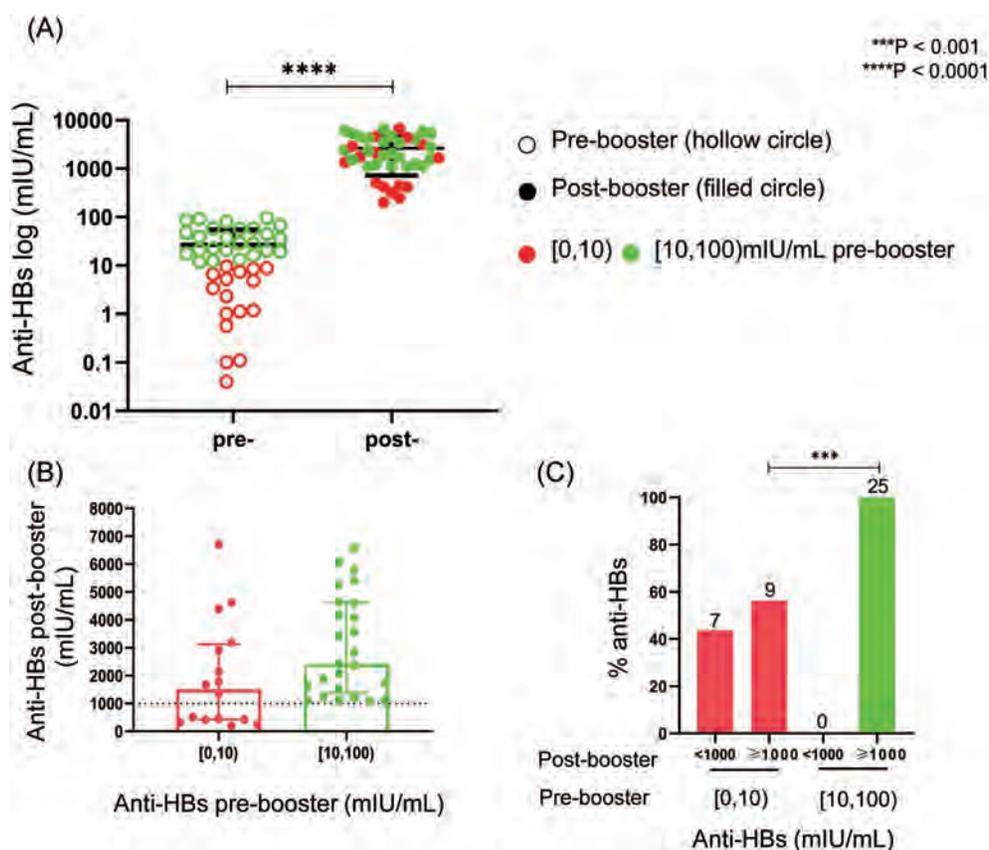 (A)
***P < 0.001
****P < 0.0001
****
Anti-HBs log (mIU/mL)
10000
1000
100
10
1
0.1
0.01
pre-
post-
Pre-booster (hollow circle)
Post-booster (filled circle)
[0,10) [10,100)mIU/mL pre-booster
(B)
Anti-HBs post-booster
(mIU/mL)
8000
7000
6000
5000
4000
3000
2000
1000
0
[0,10)
[10,100)
Anti-HBs pre-booster (mIU/mL)
(C)
***
% anti-HBs
100
80
60
40
20
0
7
9
0
25
Post-booster <1000 ⩾1000 <1000 ⩾1000
Pre-booster [0,10) [10,100)
Anti-HBs (mIU/mL)